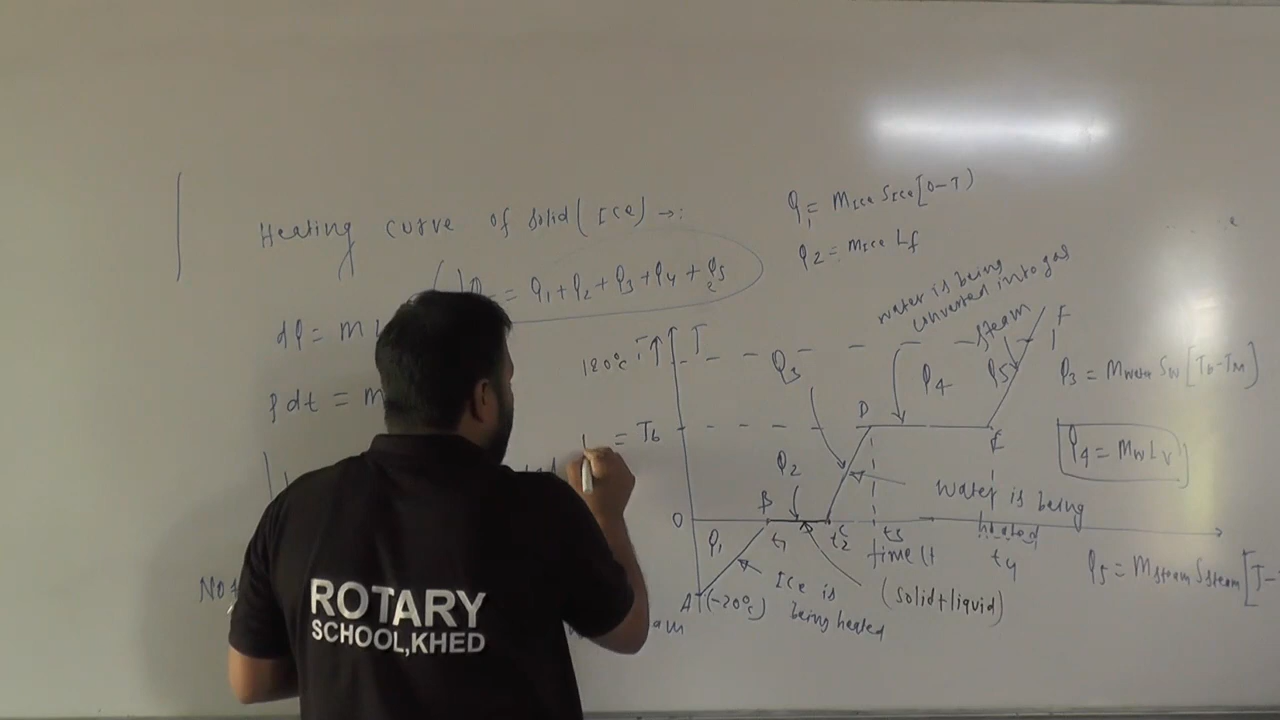 Heating curve of solid (Ice) →:
= Q1 + Q2 + Q3 + Q4 + Q5
dQ = m L
Pdt = m
Q1 = MIce SIce [0-T)
Q2 = mIce Lf
water is being
converted into gas
steam
F
120°C T↑
T
Q3
Q4
Q5
Q3 = Mwater Sw [Tb - TM]
= Tb
D
E
Q4 = Mw Lv
Q2
Water is being
heated
B
O
Q1
t1
C
t2
t3
time (t
t4
Q5 = Msteam Ssteam [T-
A
(-20°C)
Ice is
being heated
(solid+liquid)
ROTARY
SCHOOL,KHED